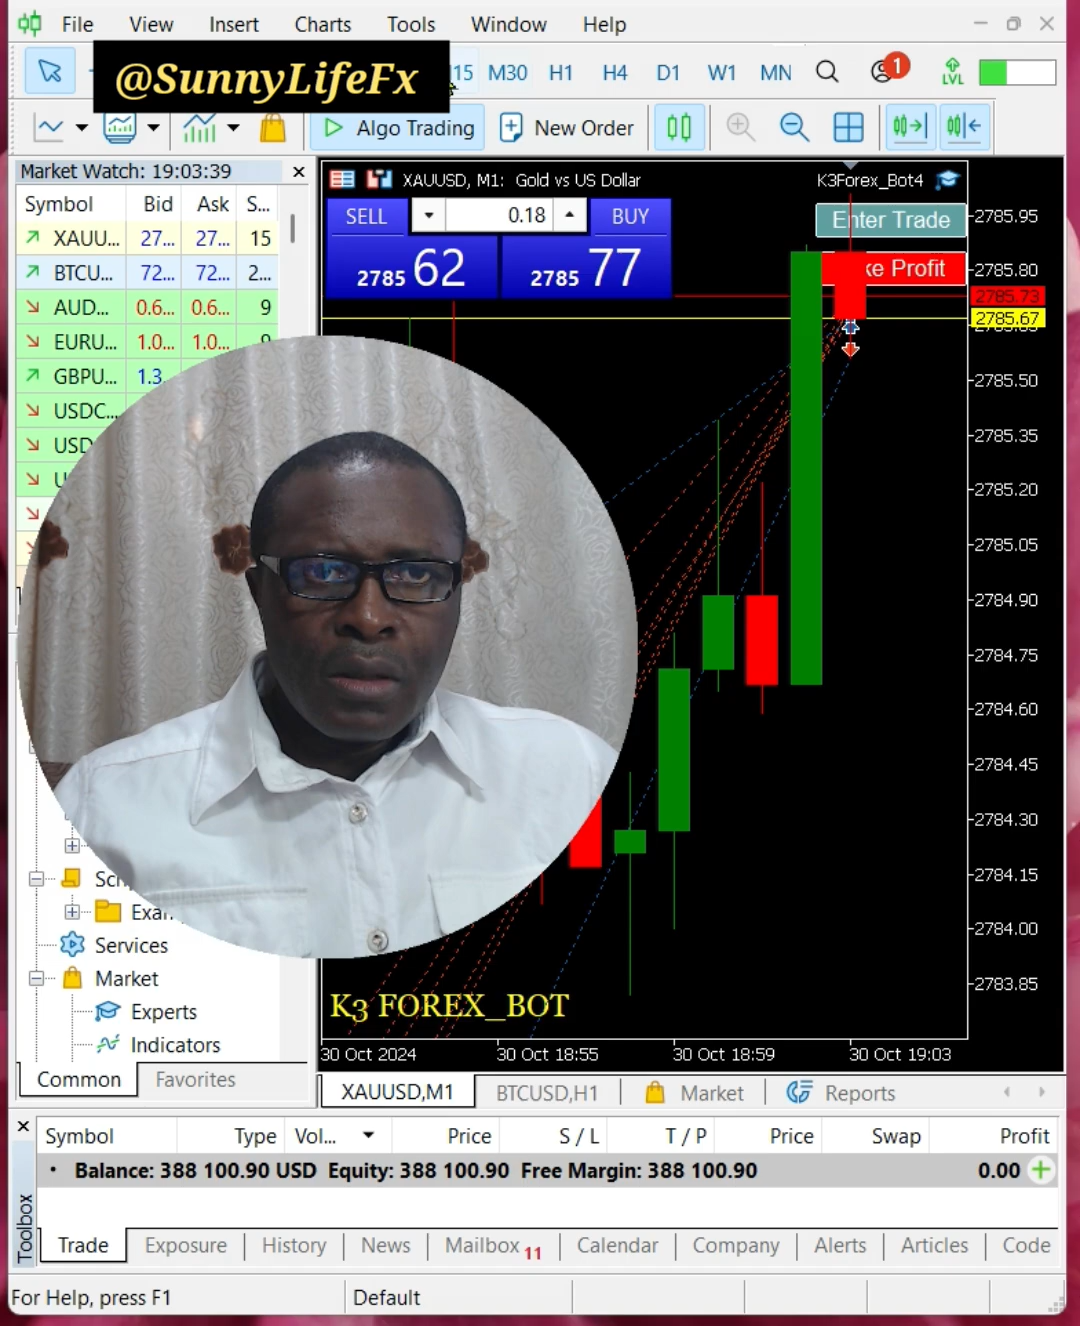 File View Insert Charts Tools Window Help
@SunnyLifeFx
15 M30 H1 H4 D1 W1 MN
1
LVL
Algo Trading New Order
Market Watch: 19:03:39
Symbol Bid Ask S...
XAUU... 27... 27... 15
BTCU... 72... 72... 2...
AUD... 0.6... 0.6... 9
EURU... 1.0... 1.0...
GBPU... 1.3
USDC...
USD
XAUUSD, M1: Gold vs US Dollar
K3Forex_Bot4
SELL 0.18 BUY
2785 62 2785 77
Enter Trade
ke Profit
2785.95
2785.80
2785.73
2785.67
2785.50
2785.35
2785.20
2785.05
2784.90
2784.75
2784.60
2784.45
2784.30
2784.15
2784.00
2783.85
Services
Market
Experts
Indicators
Common Favorites
K3 FOREX_BOT
30 Oct 2024 30 Oct 18:55 30 Oct 18:59 30 Oct 19:03
XAUUSD,M1 BTCUSD,H1 Market Reports
Symbol Type Vol... Price S / L T / P Price Swap Profit
Balance: 388 100.90 USD Equity: 388 100.90 Free Margin: 388 100.90 0.00
Toolbox
Trade Exposure History News Mailbox 11 Calendar Company Alerts Articles Code
For Help, press F1 Default